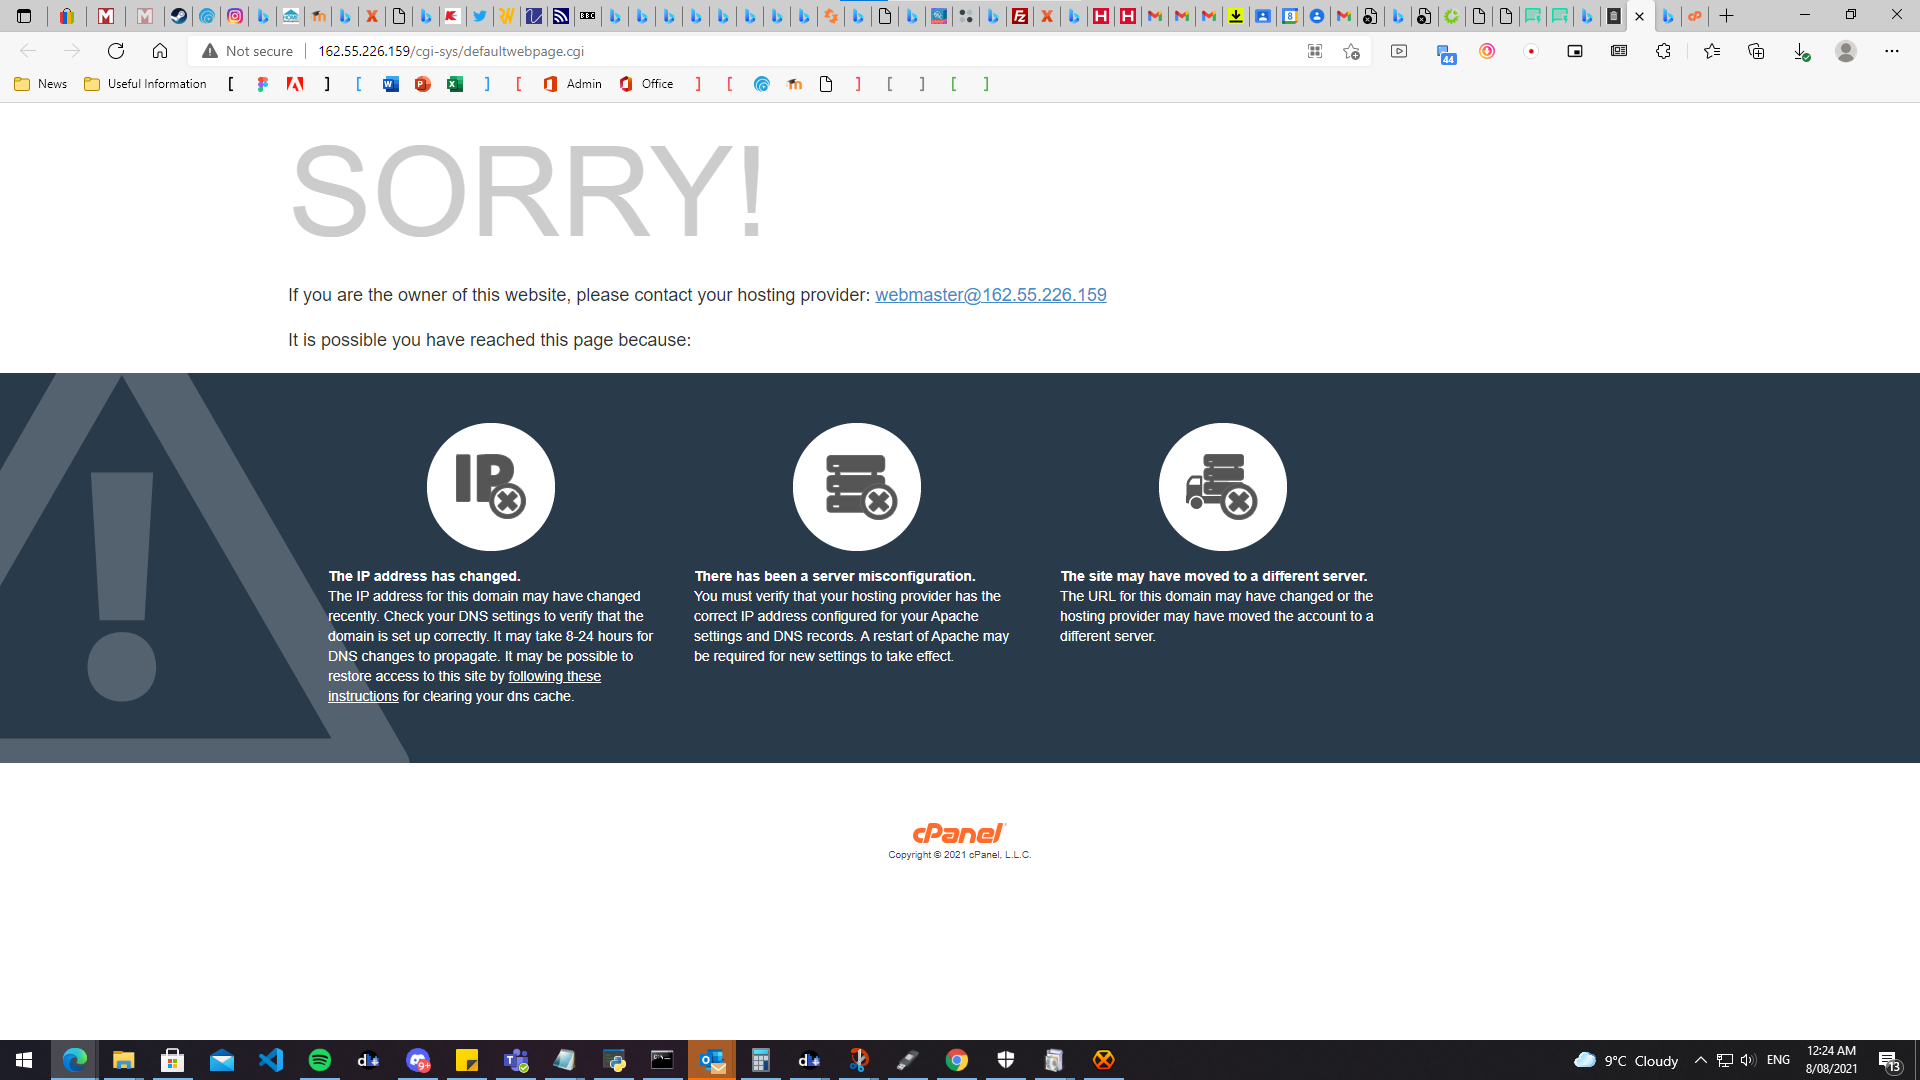 Not secure
162.55.226.159/cgi-sys/defaultwebpage.cgi
44
News
Useful Information
[
]
[
]
[
Admin
Office
]
[
]
[
]
[
]
SORRY!
If you are the owner of this website, please contact your hosting provider: webmaster@162.55.226.159
It is possible you have reached this page because:
IP
The IP address has changed.
The IP address for this domain may have changed
recently. Check your DNS settings to verify that the
domain is set up correctly. It may take 8-24 hours for
DNS changes to propagate. It may be possible to
restore access to this site by following these
instructions for clearing your dns cache.
There has been a server misconfiguration.
You must verify that your hosting provider has the
correct IP address configured for your Apache
settings and DNS records. A restart of Apache may
be required for new settings to take effect.
The site may have moved to a different server.
The URL for this domain may have changed or the
hosting provider may have moved the account to a
different server.
cPanel
Copyright © 2021 cPanel, L.L.C.
9°C Cloudy
ENG
12:24 AM
8/08/2021
13